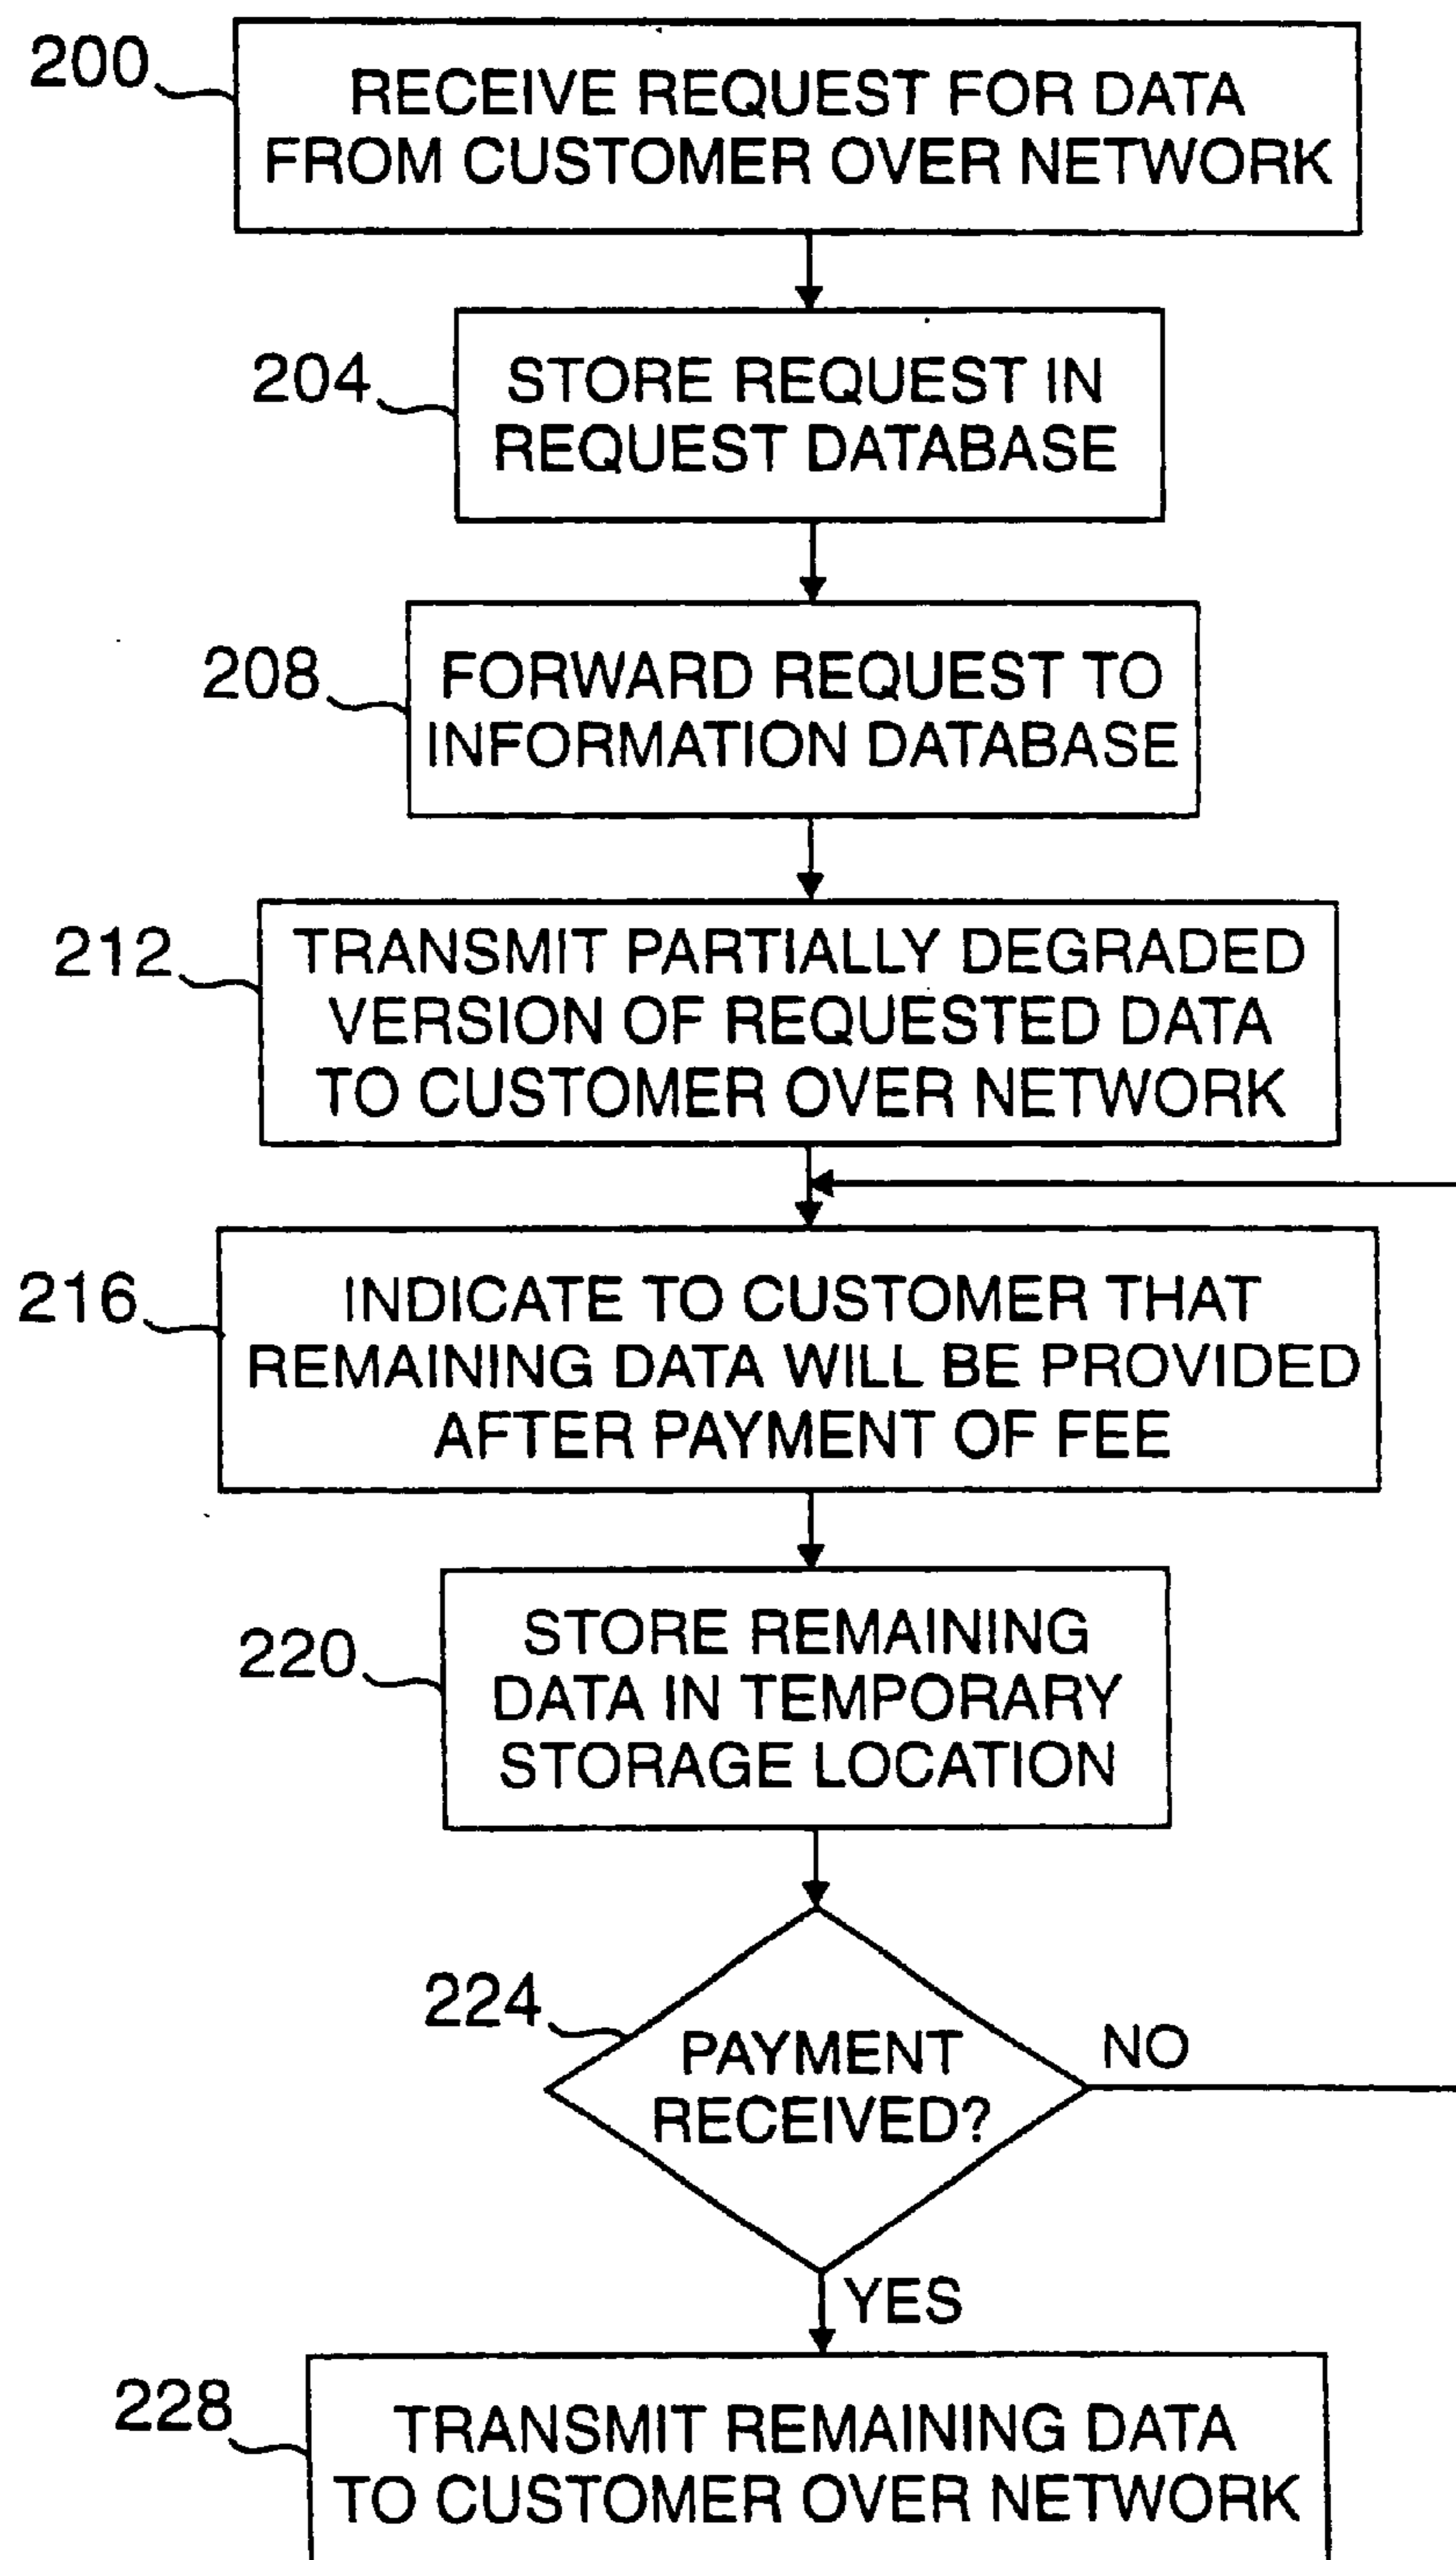 200
RECEIVE REQUEST FOR DATA
FROM CUSTOMER OVER NETWORK
204
STORE REQUEST IN
REQUEST DATABASE
208
FORWARD REQUEST TO
INFORMATION DATABASE
212
TRANSMIT PARTIALLY DEGRADED
VERSION OF REQUESTED DATA
TO CUSTOMER OVER NETWORK
216
INDICATE TO CUSTOMER THAT
REMAINING DATA WILL BE PROVIDED
AFTER PAYMENT OF FEE
220
STORE REMAINING
DATA IN TEMPORARY
STORAGE LOCATION
224
PAYMENT
RECEIVED?
NO
YES
228
TRANSMIT REMAINING DATA
TO CUSTOMER OVER NETWORK